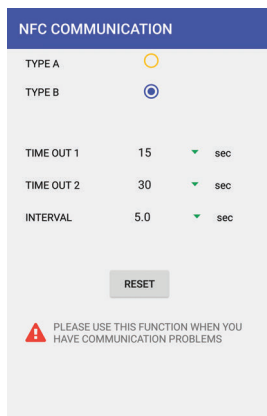 NFC COMMUNICATION
TYPE A
TYPE B
TIME OUT 1 15 sec
TIME OUT 2 30 sec
INTERVAL 5.0 sec
RESET
PLEASE USE THIS FUNCTION WHEN YOU
HAVE COMMUNICATION PROBLEMS